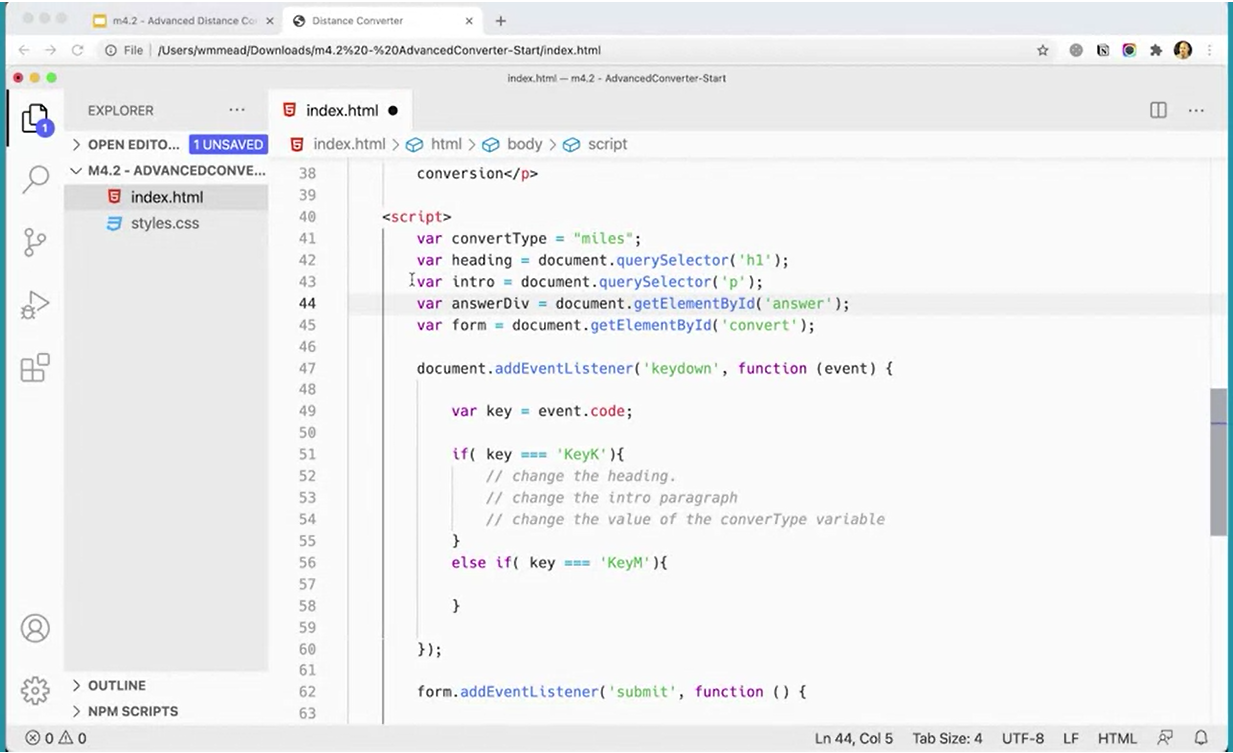 m4.2 - Advanced Distance Co
Distance Converter
File /Users/wmmead/Downloads/m4.2%20-%20AdvancedConverter-Start/index.html
index.html — m4.2 - AdvancedConverter-Start
EXPLORER
index.html
OPEN EDITO... 1 UNSAVED
index.html > html > body > script
M4.2 - ADVANCEDCONVE...
index.html
styles.css
1
38 conversion</p>
39
40 <script>
41 var convertType = "miles";
42 var heading = document.querySelector('h1');
43 var intro = document.querySelector('p');
44 var answerDiv = document.getElementById('answer');
45 var form = document.getElementById('convert');
46
47 document.addEventListener('keydown', function (event) {
48
49 var key = event.code;
50
51 if( key === 'KeyK'){
52 // change the heading.
53 // change the intro paragraph
54 // change the value of the converType variable
55 }
56 else if( key === 'KeyM'){
57
58 }
59
60 });
61
62 form.addEventListener('submit', function () {
63
OUTLINE
NPM SCRIPTS
0 0
Ln 44, Col 5 Tab Size: 4 UTF-8 LF HTML